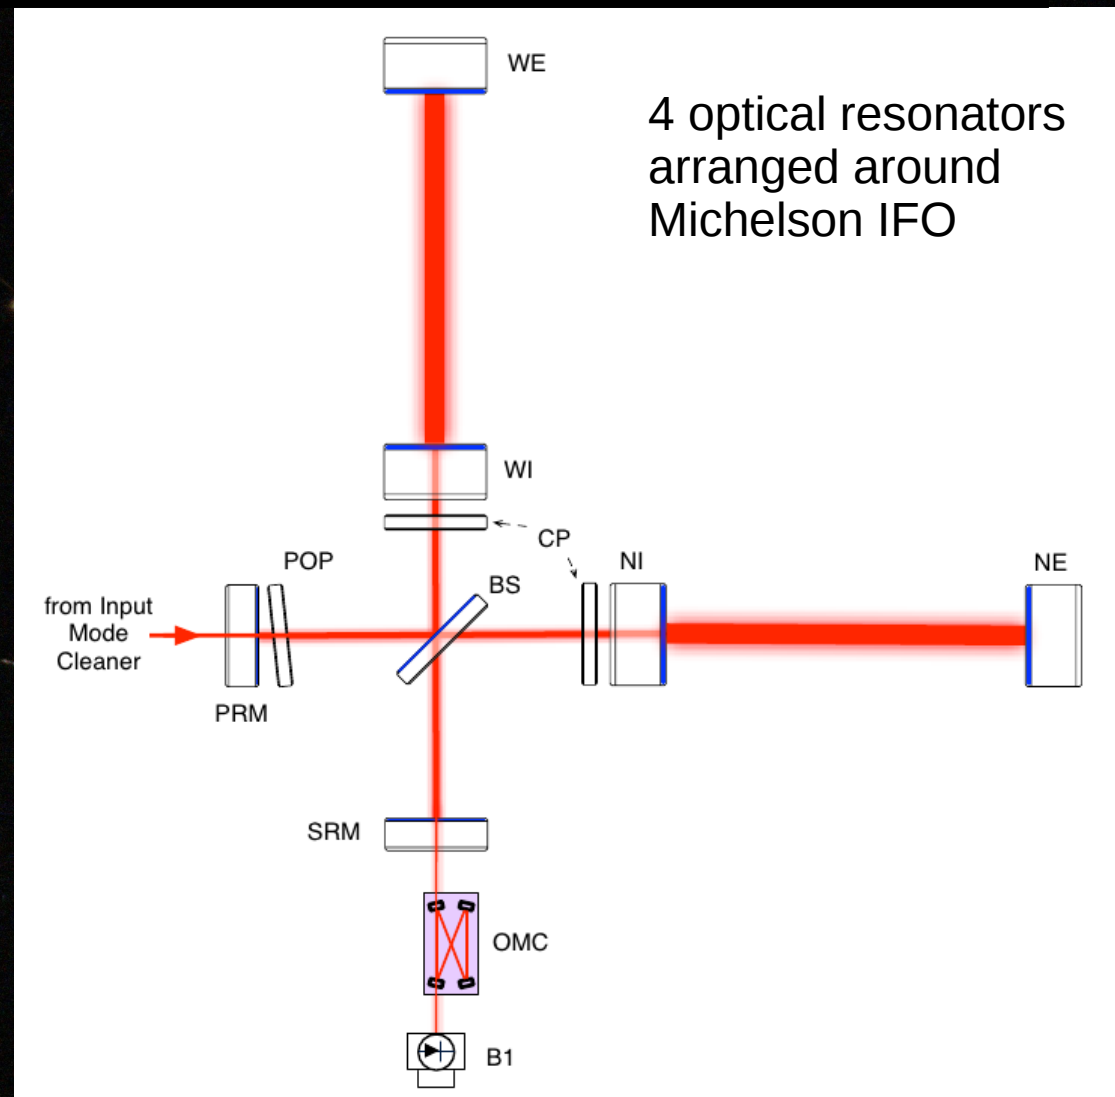 WE
4 optical resonators
arranged around
Michelson IFO
WI
CP
POP
BS
NI
NE
from Input
Mode
Cleaner
PRM
SRM
OMC
B1